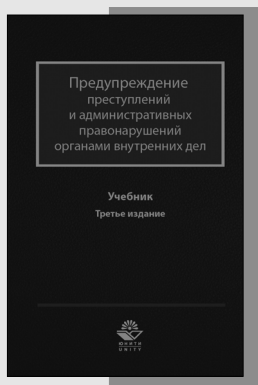 Предупреждение
преступлений
и административных
правонарушений
органами внутренних дел
Учебник
Третье издание
ЮНИТИ
UNITY